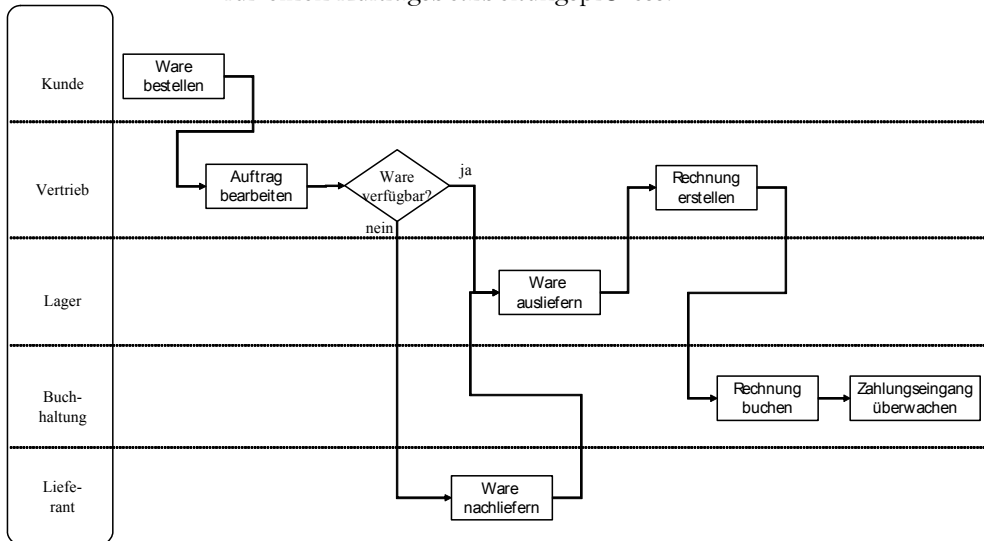 Kunde
Ware
bestellen
Vertrieb
Auftrag
bearbeiten
Ware
verfügbar?
ja
nein
Rechnung
erstellen
Lager
Ware
ausliefern
Buch-
haltung
Rechnung
buchen
Zahlungseingang
überwachen
Liefe-
rant
Ware
nachliefern